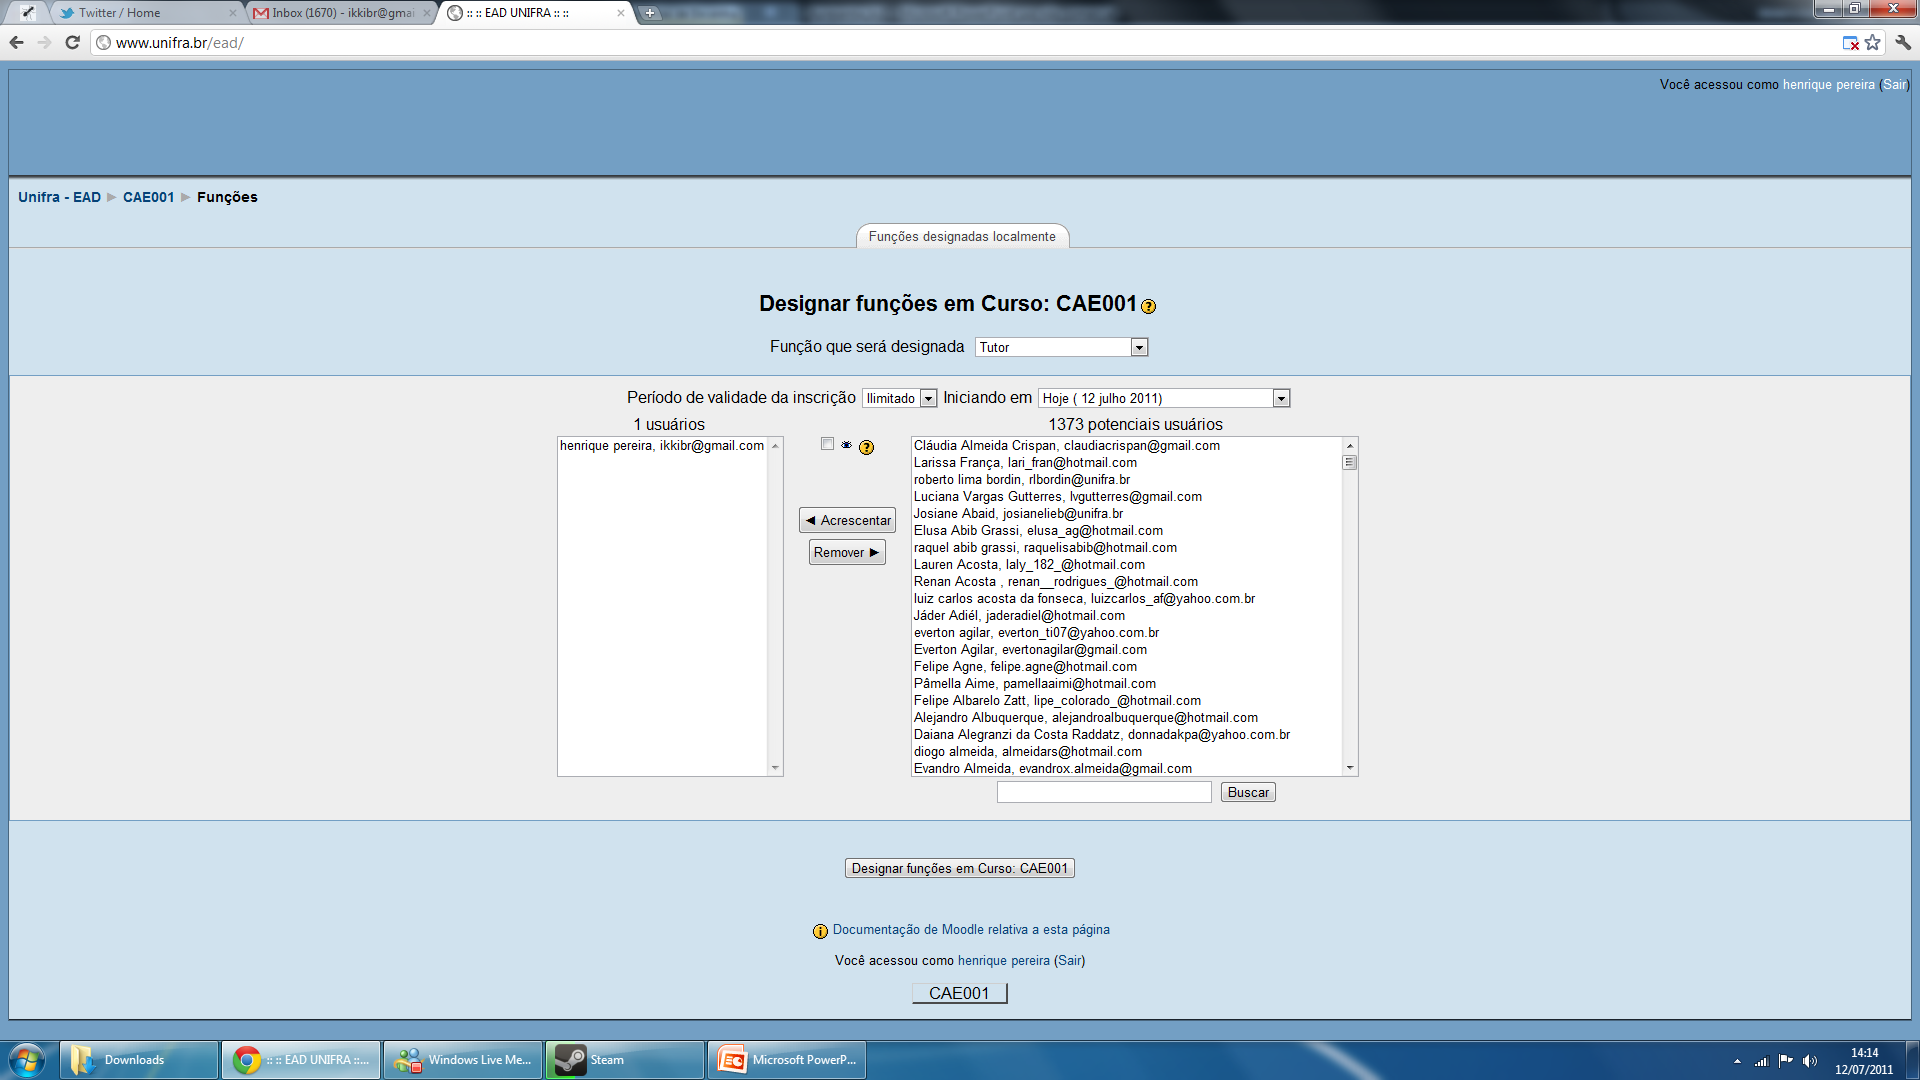 Twitter / Home
Inbox (1670) - ikkibr@gmai
:: :: EAD UNIFRA :: ::
www.unifra.br/ead/
Você acessou como henrique pereira (Sair)
Unifra - EAD ► CAE001 ► Funções
Funções designadas localmente
Designar funções em Curso: CAE001
Função que será designada Tutor
Período de validade da inscrição Ilimitado Iniciando em Hoje ( 12 julho 2011)
1 usuários
henrique pereira, ikkibr@gmail.com
◄ Acrescentar
Remover ►
1373 potenciais usuários
Cláudia Almeida Crispan, claudiacrispan@gmail.com
Larissa França, lari_fran@hotmail.com
roberto lima bordin, rlbordin@unifra.br
Luciana Vargas Gutterres, lvgutterres@gmail.com
Josiane Abaid, josianelieb@unifra.br
Elusa Abib Grassi, elusa_ag@hotmail.com
raquel abib grassi, raquelisabib@hotmail.com
Lauren Acosta, laly_182_@hotmail.com
Renan Acosta , renan__rodrigues_@hotmail.com
luiz carlos acosta da fonseca, luizcarlos_af@yahoo.com.br
Jáder Adiél, jaderadiel@hotmail.com
everton agilar, everton_ti07@yahoo.com.br
Everton Agilar, evertonagilar@gmail.com
Felipe Agne, felipe.agne@hotmail.com
Pâmella Aime, pamellaaimi@hotmail.com
Felipe Albarelo Zatt, lipe_colorado_@hotmail.com
Alejandro Albuquerque, alejandroalbuquerque@hotmail.com
Daiana Alegranzi da Costa Raddatz, donnadakpa@yahoo.com.br
diogo almeida, almeidars@hotmail.com
Evandro Almeida, evandrox.almeida@gmail.com
Buscar
Designar funções em Curso: CAE001
Documentação de Moodle relativa a esta página
Você acessou como henrique pereira (Sair)
CAE001
Downloads
:: :: EAD UNIFRA ::...
Windows Live Me...
Steam
Microsoft PowerP...
14:14
12/07/2011